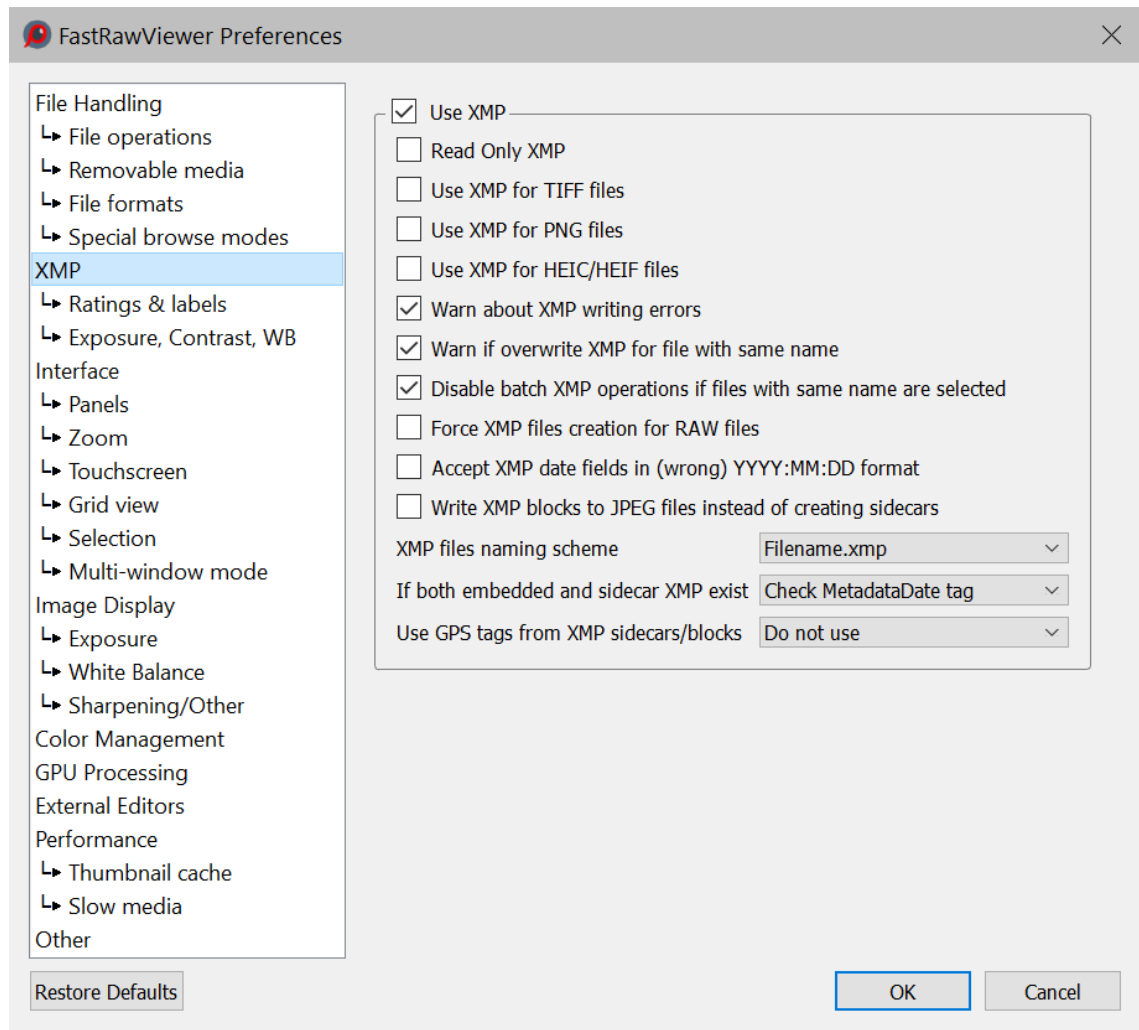 FastRawViewer Preferences
File Handling
File operations
Removable media
File formats
Special browse modes
XMP
Ratings & labels
Exposure, Contrast, WB
Interface
Panels
Zoom
Touchscreen
Grid view
Selection
Multi-window mode
Image Display
Exposure
White Balance
Sharpening/Other
Color Management
GPU Processing
External Editors
Performance
Thumbnail cache
Slow media
Other
Use XMP
Read Only XMP
Use XMP for TIFF files
Use XMP for PNG files
Use XMP for HEIC/HEIF files
Warn about XMP writing errors
Warn if overwrite XMP for file with same name
Disable batch XMP operations if files with same name are selected
Force XMP files creation for RAW files
Accept XMP date fields in (wrong) YYYY:MM:DD format
Write XMP blocks to JPEG files instead of creating sidecars
XMP files naming scheme Filename.xmp
If both embedded and sidecar XMP exist Check MetadataDate tag
Use GPS tags from XMP sidecars/blocks Do not use
Restore Defaults OK Cancel